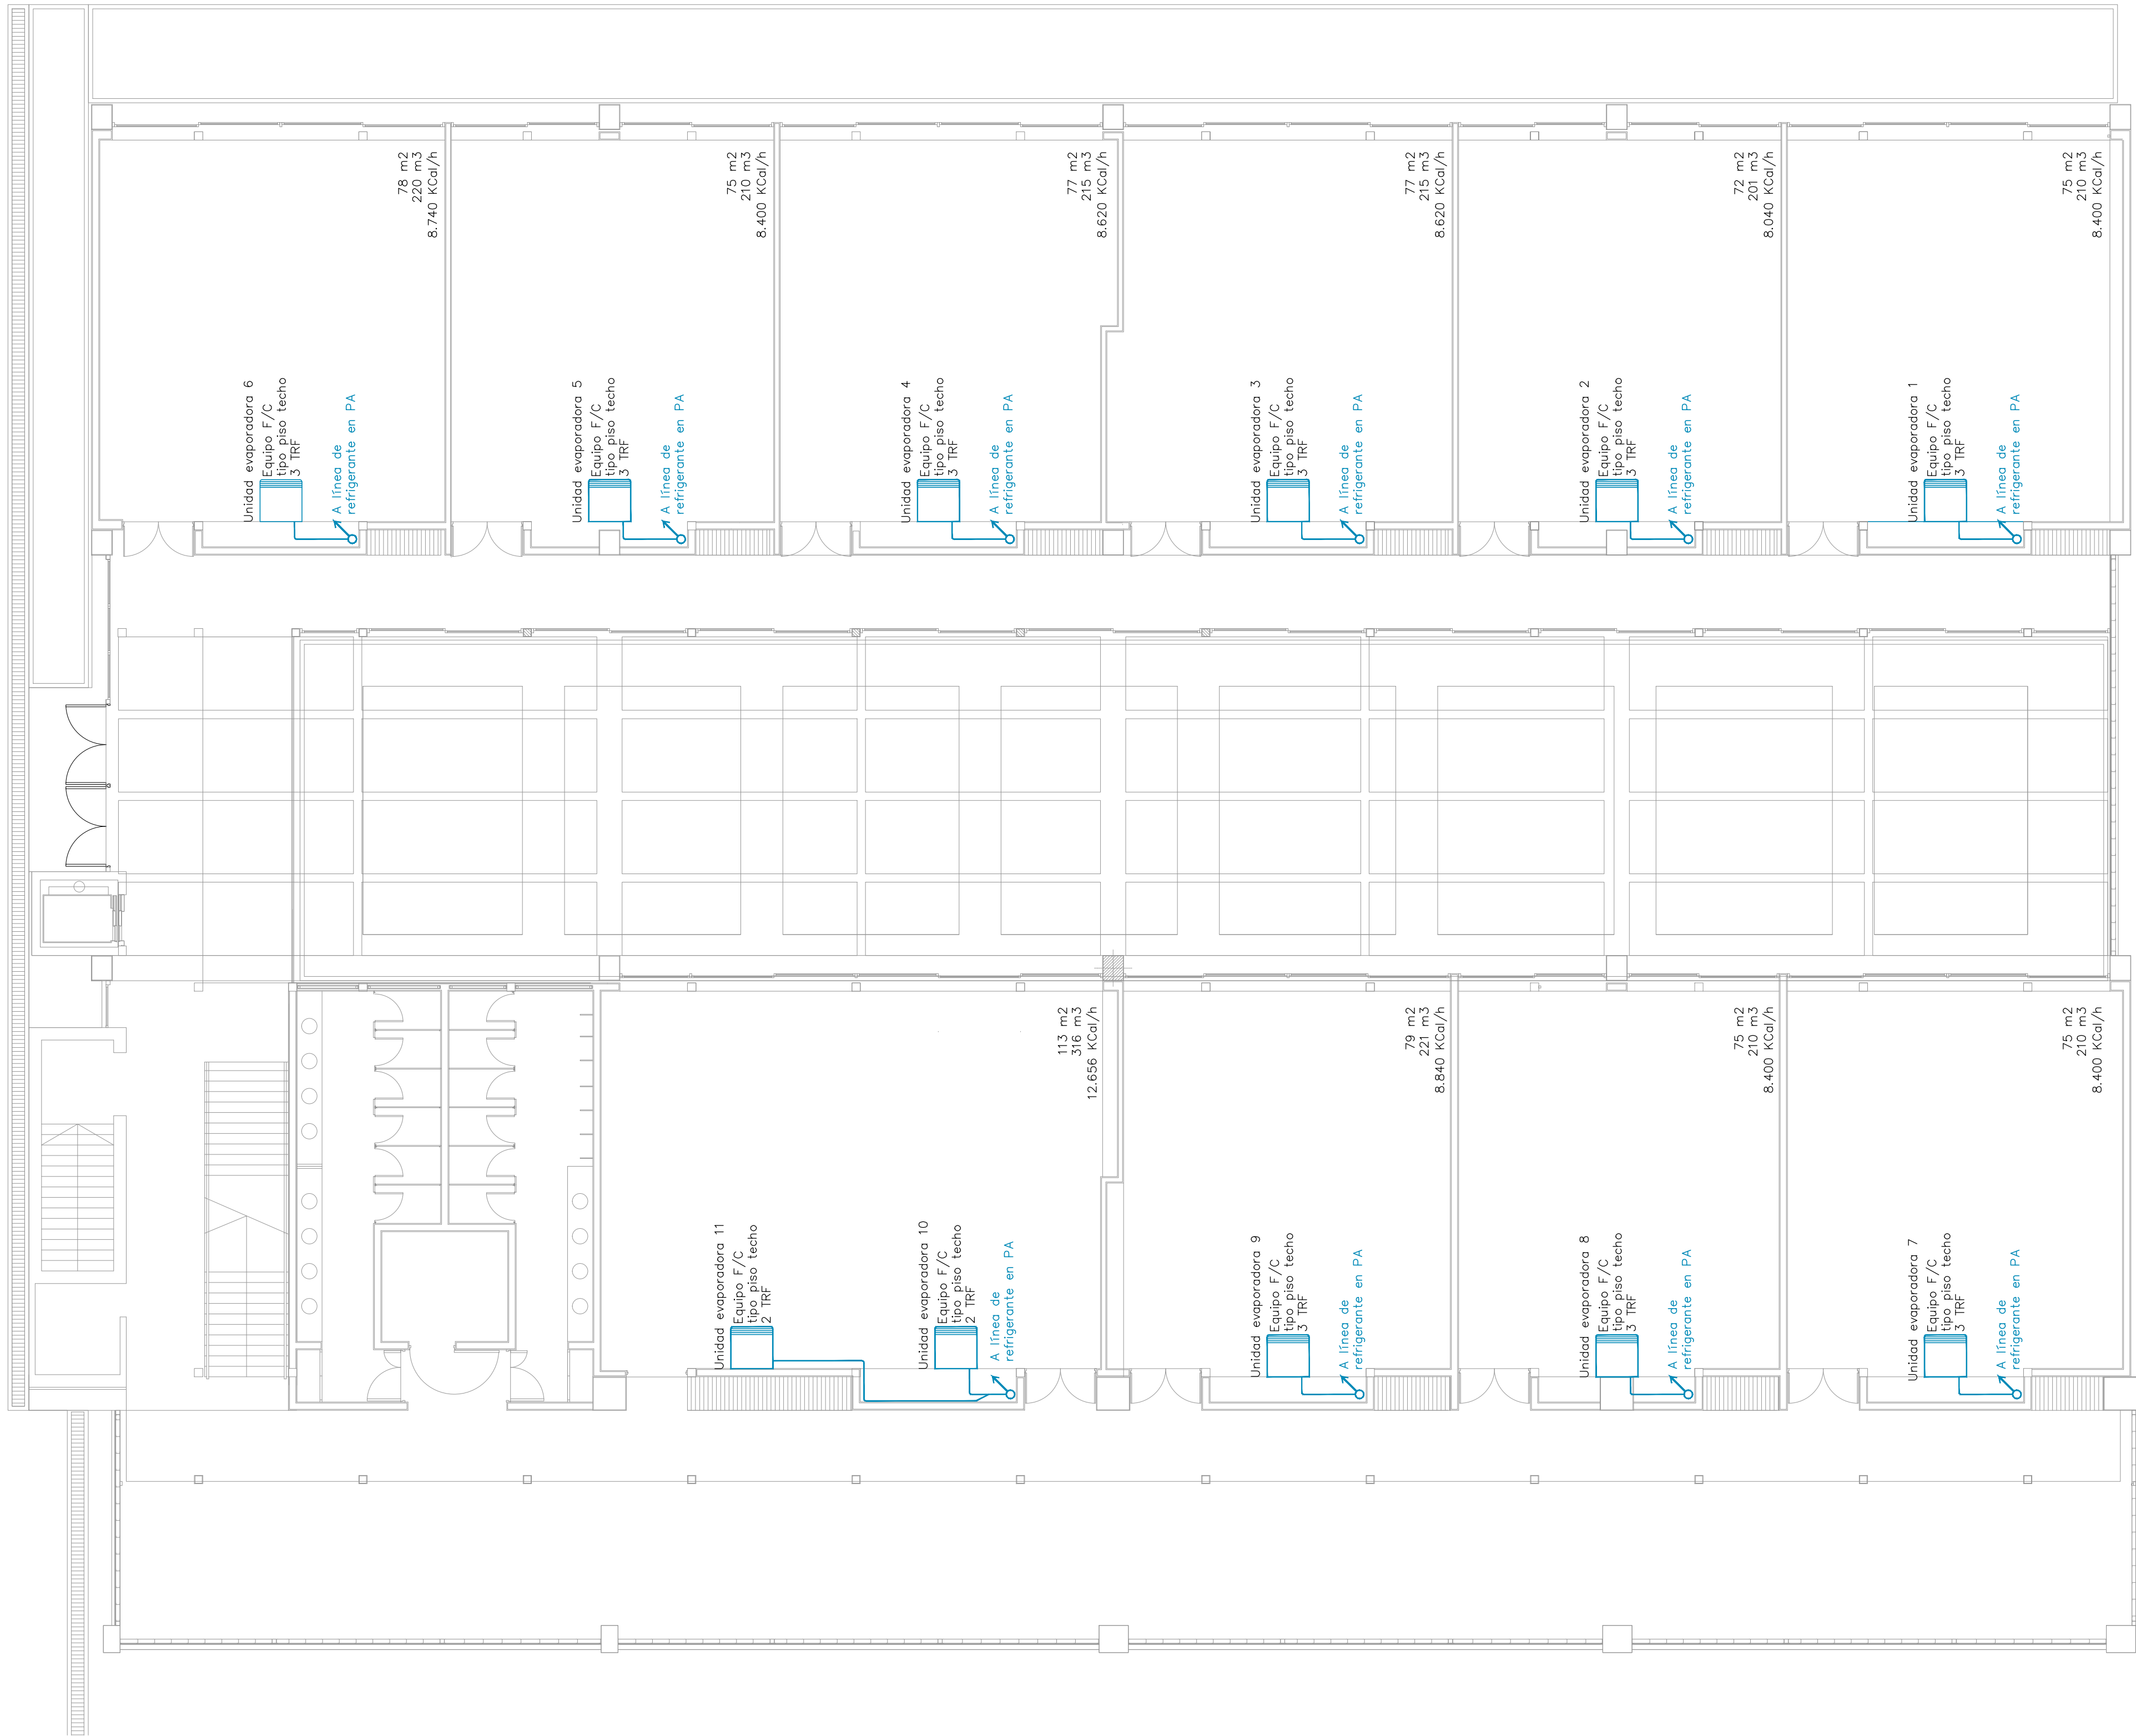 78 m2
220 m3
8.740 KCal/h
75 m2
210 m3
8.400 KCal/h
77 m2
215 m3
8.620 KCal/h
77 m2
215 m3
8.620 KCal/h
72 m2
201 m3
8.040 KCal/h
75 m2
210 m3
8.400 KCal/h
Unidad evaporadora 6
Equipo F/C
tipo piso techo
3 TRF
A línea de
refrigerante en PA
Unidad evaporadora 5
Equipo F/C
tipo piso techo
3 TRF
A línea de
refrigerante en PA
Unidad evaporadora 4
Equipo F/C
tipo piso techo
3 TRF
A línea de
refrigerante en PA
Unidad evaporadora 3
Equipo F/C
tipo piso techo
3 TRF
A línea de
refrigerante en PA
Unidad evaporadora 2
Equipo F/C
tipo piso techo
3 TRF
A línea de
refrigerante en PA
Unidad evaporadora 1
Equipo F/C
tipo piso techo
3 TRF
A línea de
refrigerante en PA
113 m2
316 m3
12.656 KCal/h
79 m2
221 m3
8.840 KCal/h
75 m2
210 m3
8.400 KCal/h
75 m2
210 m3
8.400 KCal/h
Unidad evaporadora 11
Equipo F/C
tipo piso techo
2 TRF
Unidad evaporadora 10
Equipo F/C
tipo piso techo
2 TRF
A línea de
refrigerante en PA
Unidad evaporadora 9
Equipo F/C
tipo piso techo
3 TRF
A línea de
refrigerante en PA
Unidad evaporadora 8
Equipo F/C
tipo piso techo
3 TRF
A línea de
refrigerante en PA
Unidad evaporadora 7
Equipo F/C
tipo piso techo
3 TRF
A línea de
refrigerante en PA